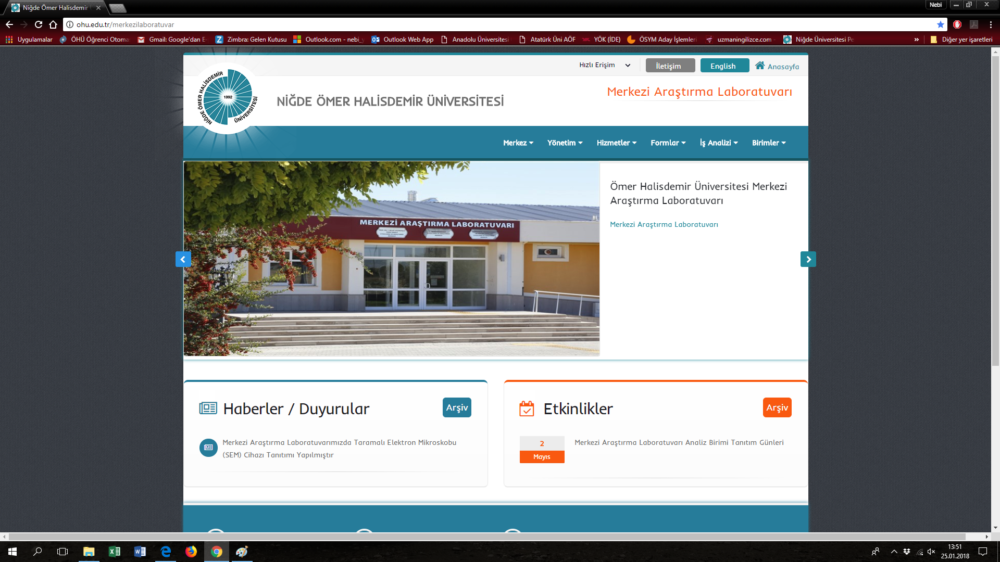 Niğde Ömer Halisdemir
Nebi
ohu.edu.tr/merkezilaboratuvar
Uygulamalar
ÖHÜ Öğrenci Otoma
Gmail: Google'dan E-
Zimbra: Gelen Kutusu
Outlook.com - nebi_y
Outlook Web App
Anadolu Üniversitesi
Atatürk Üni AÖF
YÖK (İDE)
ÖSYM Aday İşlemleri
uzmaningilizce.com -
Niğde Üniversitesi Pe
»
Diğer yer işaretleri
Hızlı Erişim
İletişim
English
Anasayfa
NİĞDE ÖMER HALİSDEMİR
ÜNİVERSİTESİ
1992
NİĞDE ÖMER HALİSDEMİR ÜNİVERSİTESİ
Merkezi Araştırma Laboratuvarı
Merkez
Yönetim
Hizmetler
Formlar
İş Analizi
Birimler
MERKEZİ ARAŞTIRMA LABORATUVARI
Ömer Halisdemir Üniversitesi Merkezi
Araştırma Laboratuvarı
Merkezi Araştırma Laboratuvarı
Haberler / Duyurular
Arşiv
Merkezi Araştırma Laboratuvarımızda Taramalı Elektron Mikroskobu
(SEM) Cihazı Tanıtımı Yapılmıştır
Etkinlikler
Arşiv
2
Mayıs
Merkezi Araştırma Laboratuvarı Analiz Birimi Tanıtım Günleri
13:51
25.01.2018